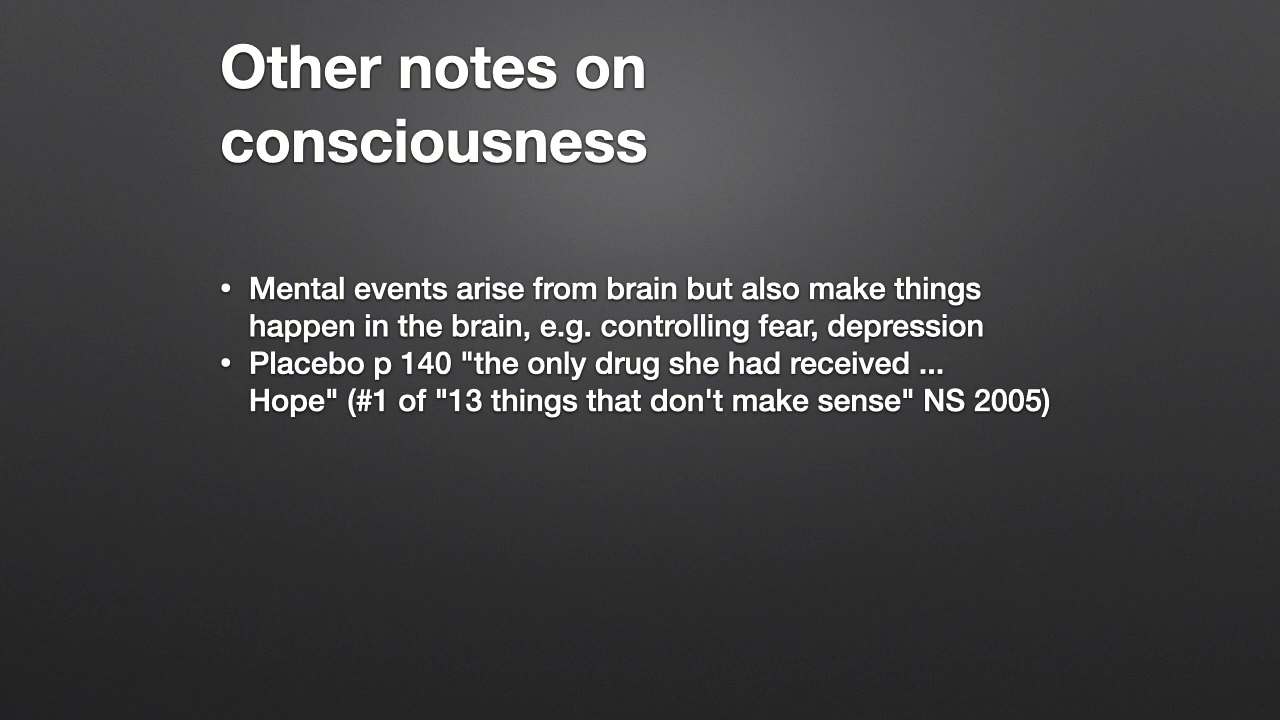 Other notes on
consciousness
• Mental events arise from brain but also make things
happen in the brain, e.g. controlling fear, depression
• Placebo p 140 "the only drug she had received ...
Hope" (#1 of "13 things that don't make sense" NS 2005)